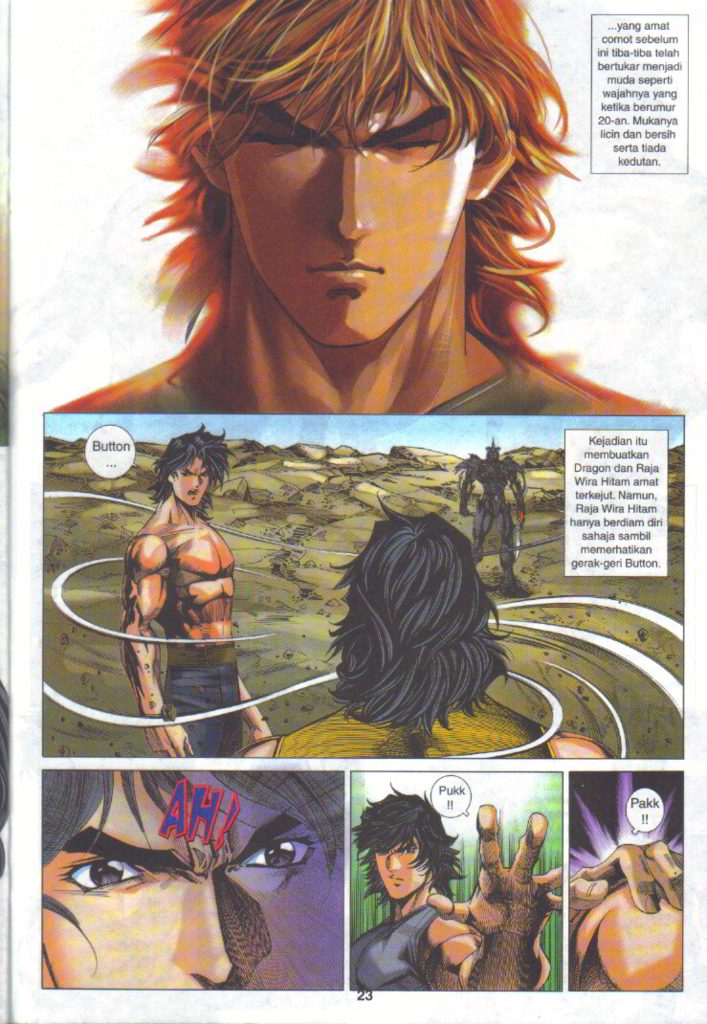 ...yang amat
comot sebelum
ini tiba-tiba telah
bertukar menjadi
muda seperti
wajahnya yang
ketika berumur
20-an. Mukanya
licin dan bersih
serta tiada
kedutan.
Button
...
Kejadian itu
membuatkan
Dragon dan Raja
Wira Hitam amat
terkejut. Namun,
Raja Wira Hitam
hanya berdiam diri
sahaja sambil
memerhatikan
gerak-geri Button.
AH!
Pukk
!!
Pakk
!!
23